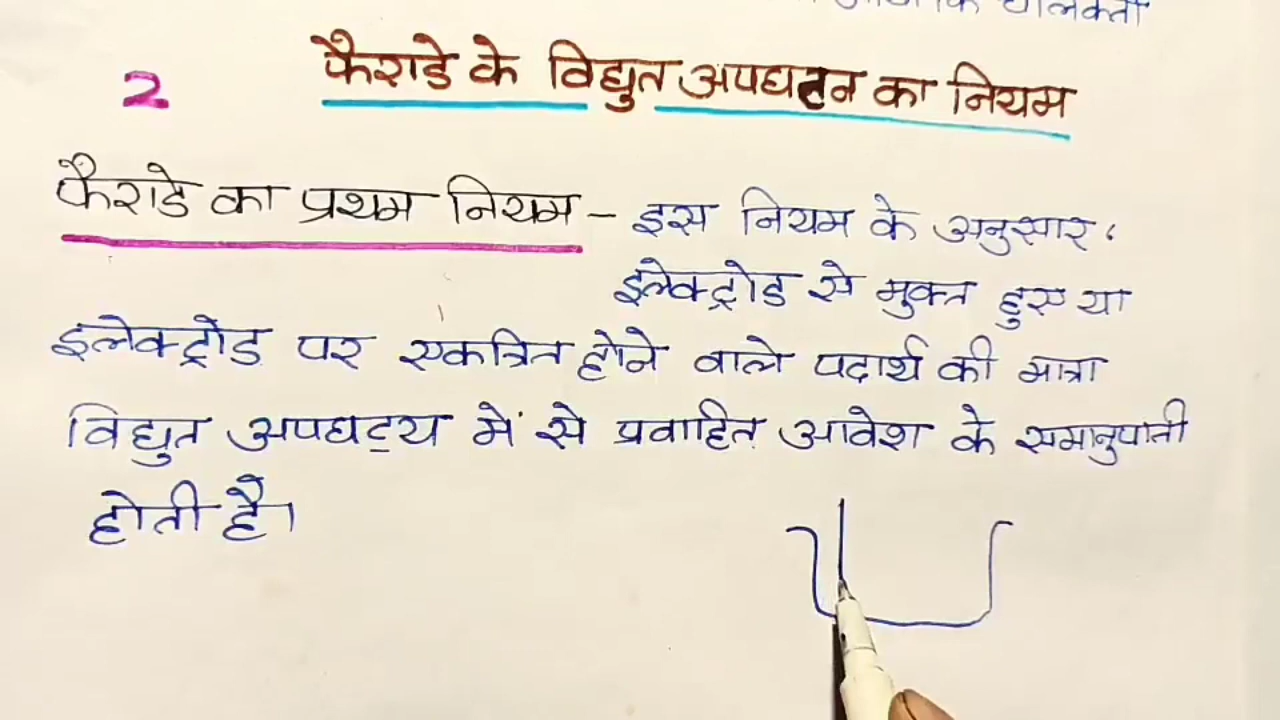 2 फैराडे के विद्युत अपघटन का नियम
फैराडे का प्रथम नियम – इस नियम के अनुसार,
इलेक्ट्रोड से मुक्त हुए या
इलेक्ट्रोड पर एकत्रित होने वाले पदार्थ की मात्रा
विद्युत अपघट्य में से प्रवाहित आवेश के समानुपाती
होती है।